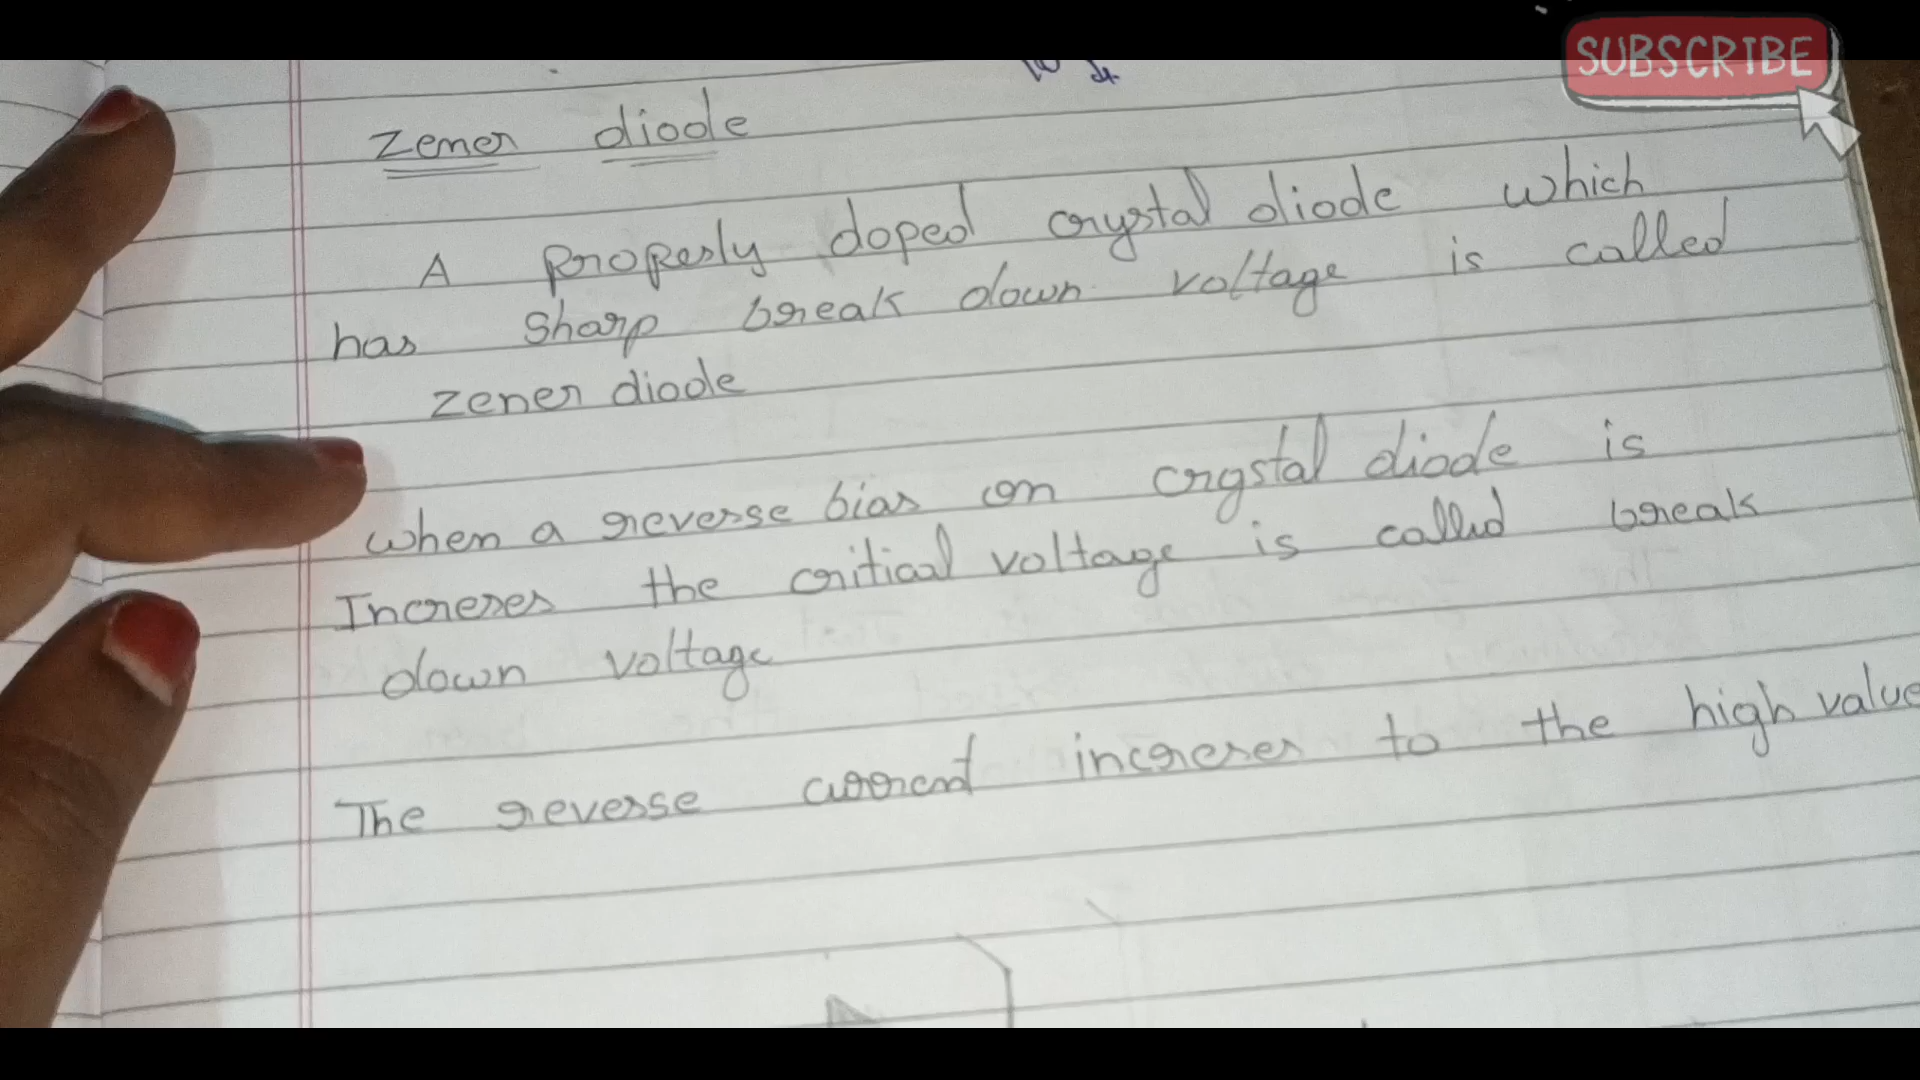 SUBSCRIBE
Zener diode
A Properly doped crystal diode which
has Sharp break down voltage is called
zener diode
when a reverse bias on crystal diode is
Increses the critical voltage is called break
down voltage
The reverse current increses to the high value